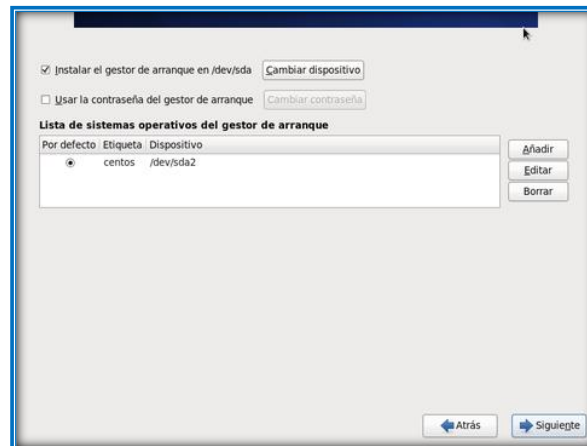 Instalar el gestor de arranque en /dev/sda Cambiar dispositivo
Usar la contraseña del gestor de arranque Cambiar contraseña
Lista de sistemas operativos del gestor de arranque
Por defecto Etiqueta Dispositivo
Añadir
centos /dev/sda2
Editar
Borrar
Atrás Siguiente